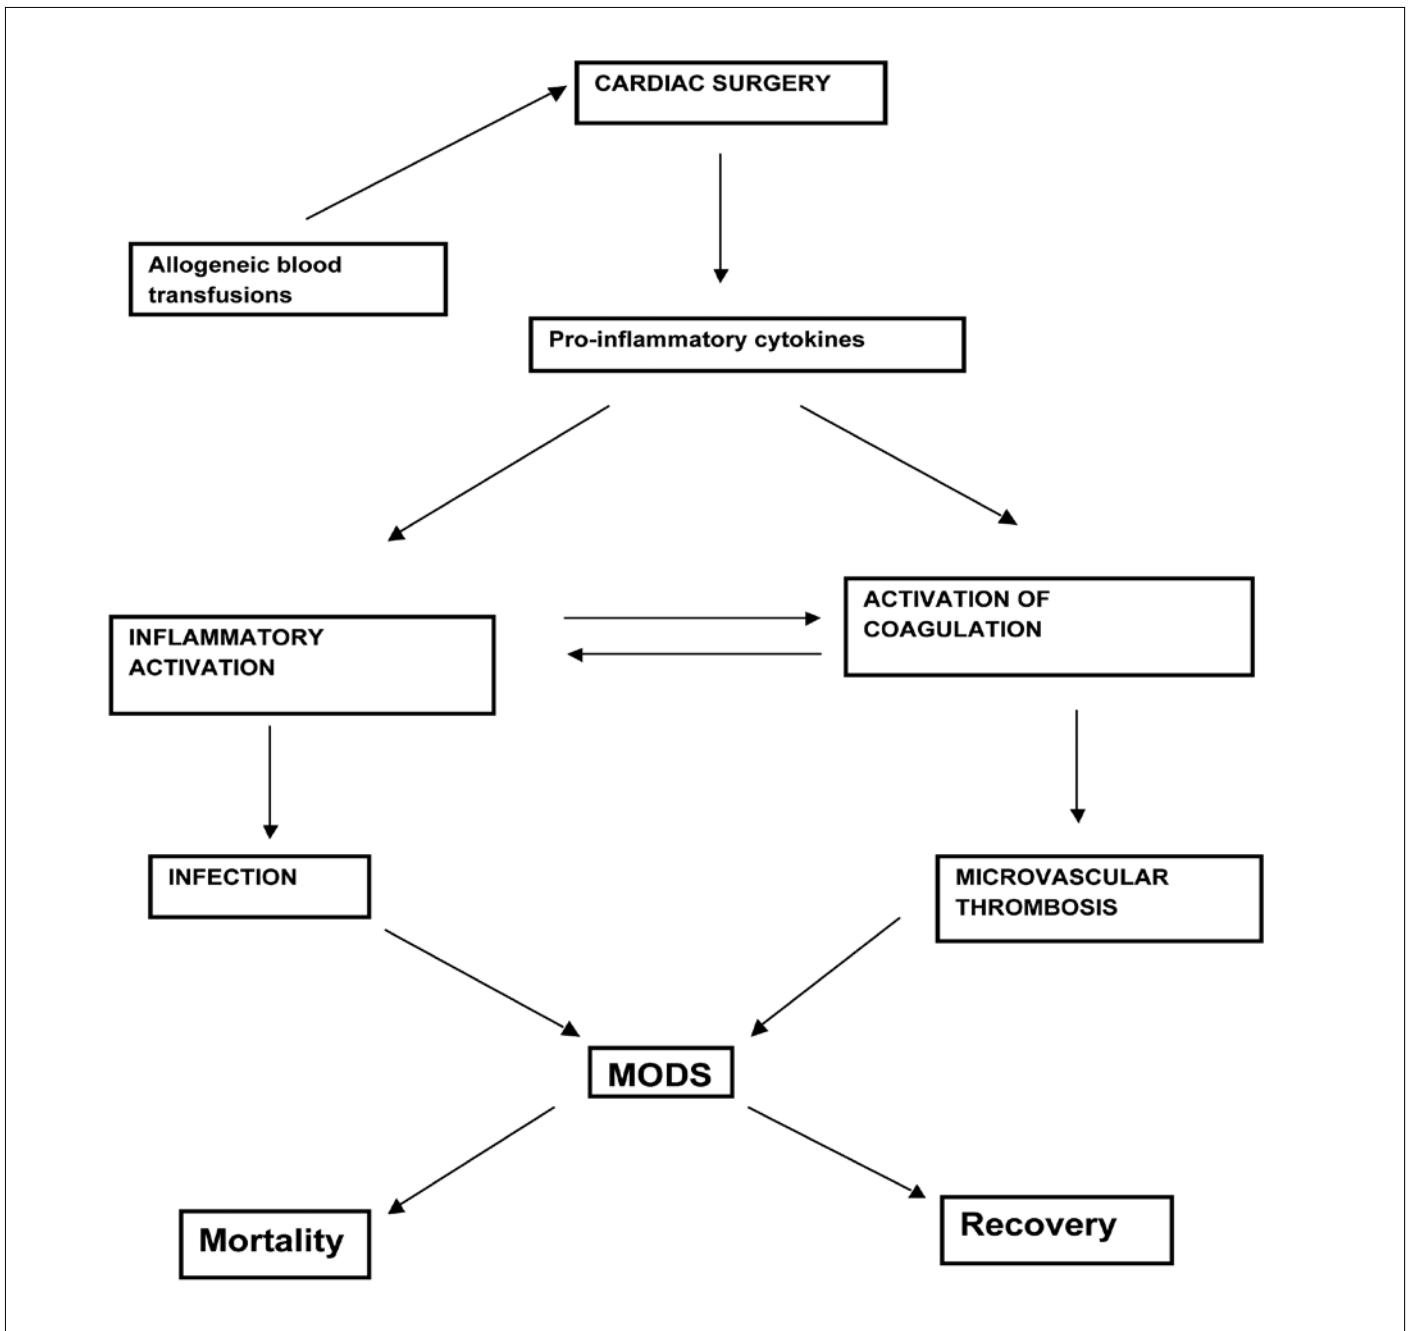 CARDIAC SURGERY
Allogeneic blood
transfusions
Pro-inflammatory cytokines
INFLAMMATORY
ACTIVATION
ACTIVATION OF
COAGULATION
INFECTION
MICROVASCULAR
THROMBOSIS
MODS
Mortality
Recovery